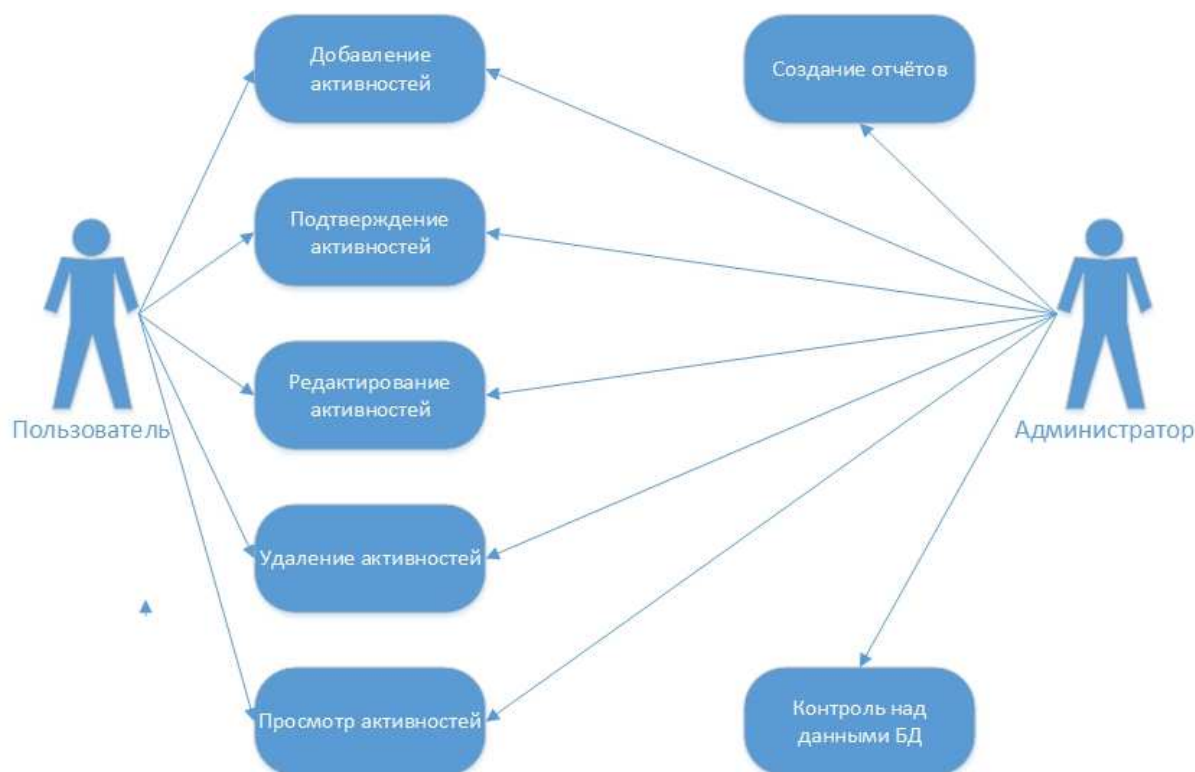 Добавление
активностей
Создание отчётов
Подтверждение
активностей
Редактирование
активностей
Пользователь
Администратор
Удаление активностей
Просмотр активностей
Контроль над
данными БД